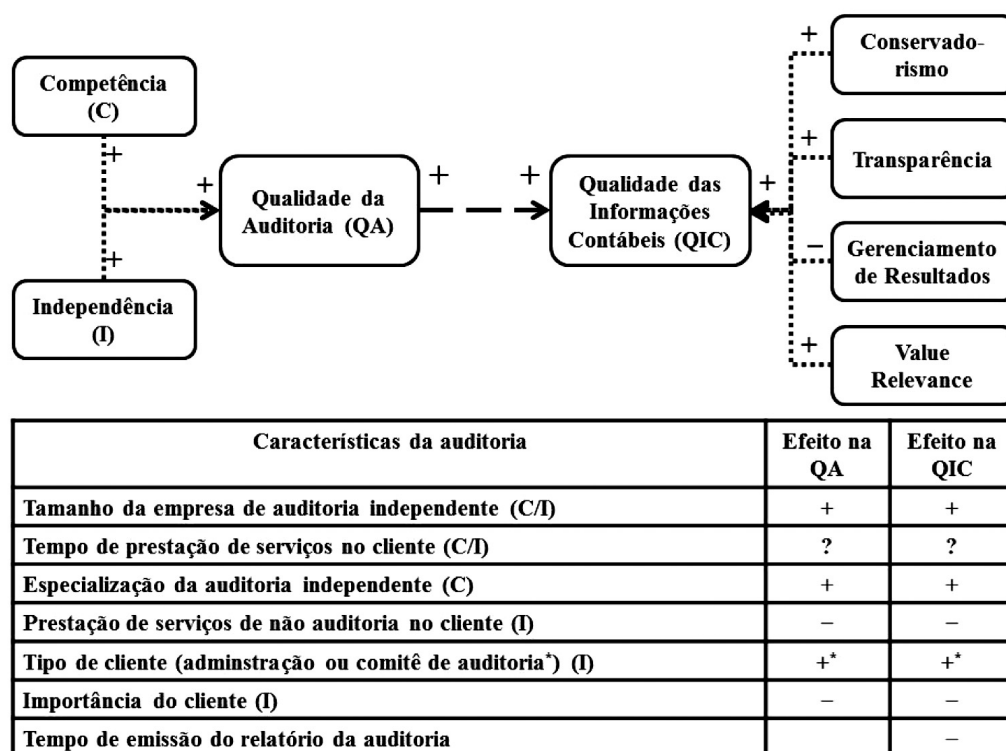 Competência
(C)
+
+
Independência
(I)
+
Qualidade da
Auditoria (QA)
+
+
Qualidade das
Informações
Contábeis (QIC)
+
+
Conservado-
rismo
+
Transparência
−
Gerenciamento
de Resultados
+
Value
Relevance
Características da auditoria Efeito na QA Efeito na QIC
Tamanho da empresa de auditoria independente (C/I) + +
Tempo de prestação de serviços no cliente (C/I) ? ?
Especialização da auditoria independente (C) + +
Prestação de serviços de não auditoria no cliente (I) − −
Tipo de cliente (adminstração ou comitê de auditoria*) (I) +* +*
Importância do cliente (I) − −
Tempo de emissão do relatório da auditoria −